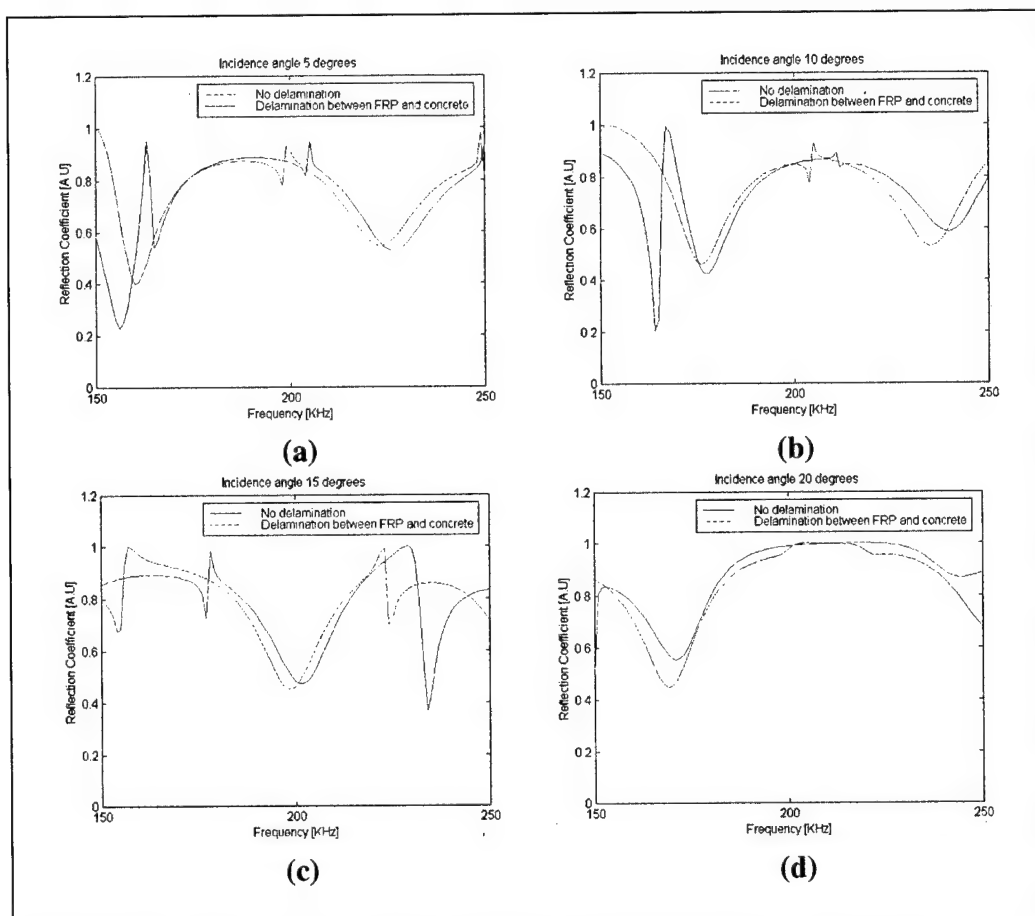 Incidence angle 5 degrees
1.2
1
0.8
0.6
0.4
0.2
0
Reflection Coefficient [A.U]
No delamination
Delamination between FRP and concrete
150
200
250
Frequency [KHz]
(a)
Incidence angle 10 degrees
1.2
1
0.8
0.6
0.4
0.2
0
Reflection Coefficient [A.U]
No delamination
Delamination between FRP and concrete
150
200
250
Frequency [KHz]
(b)
Incidence angle 15 degrees
1.2
1
0.8
0.6
0.4
0.2
0
Reflection Coefficient [A.U]
No delamination
Delamination between FRP and concrete
150
200
250
Frequency [KHz]
(c)
Incidence angle 20 degrees
1.2
1
0.8
0.6
0.4
0.2
0
Reflection Coefficient [A.U]
No delamination
Delamination between FRP and concrete
150
200
250
Frequency [KHz]
(d)